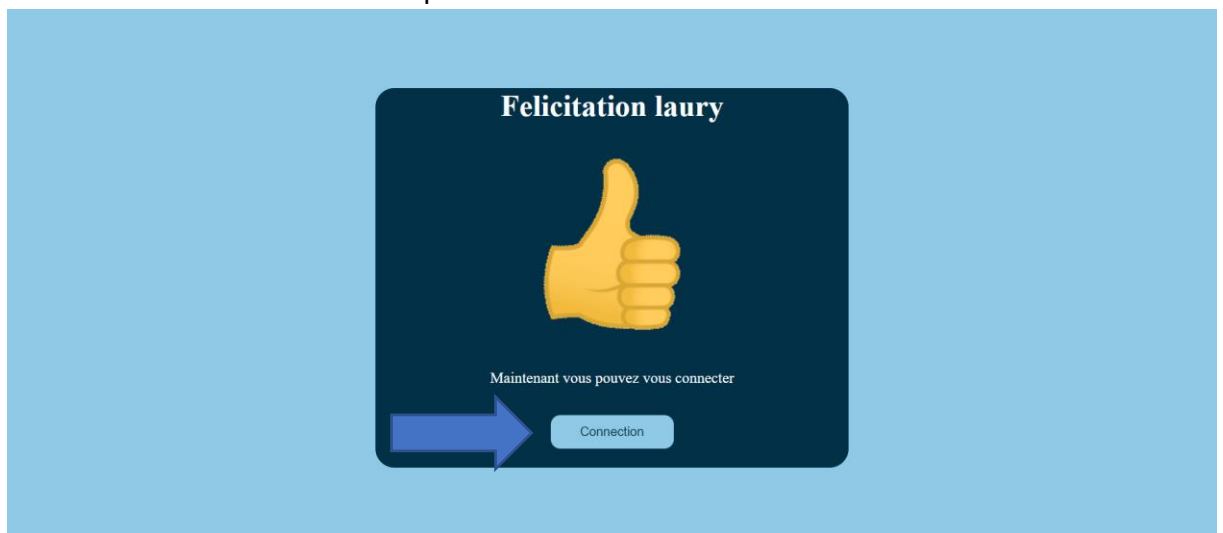 Felicitation laury
Maintenant vous pouvez vous connecter
Connection